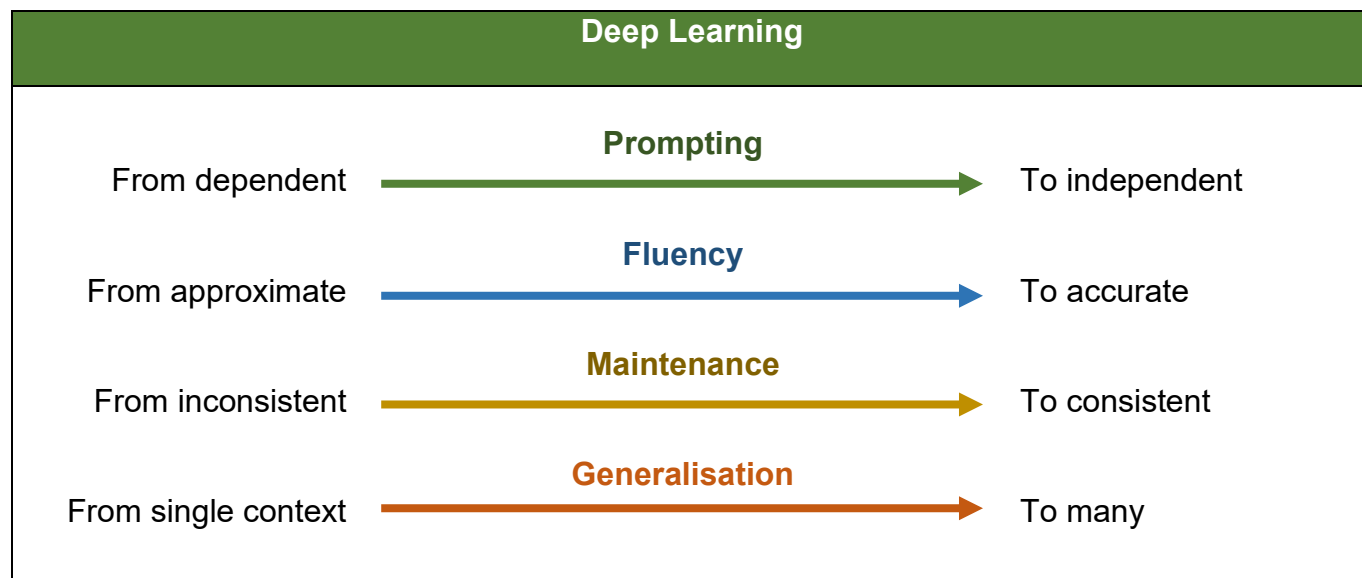 Deep Learning
Prompting
From dependent To independent
Fluency
From approximate To accurate
Maintenance
From inconsistent To consistent
Generalisation
From single context To many